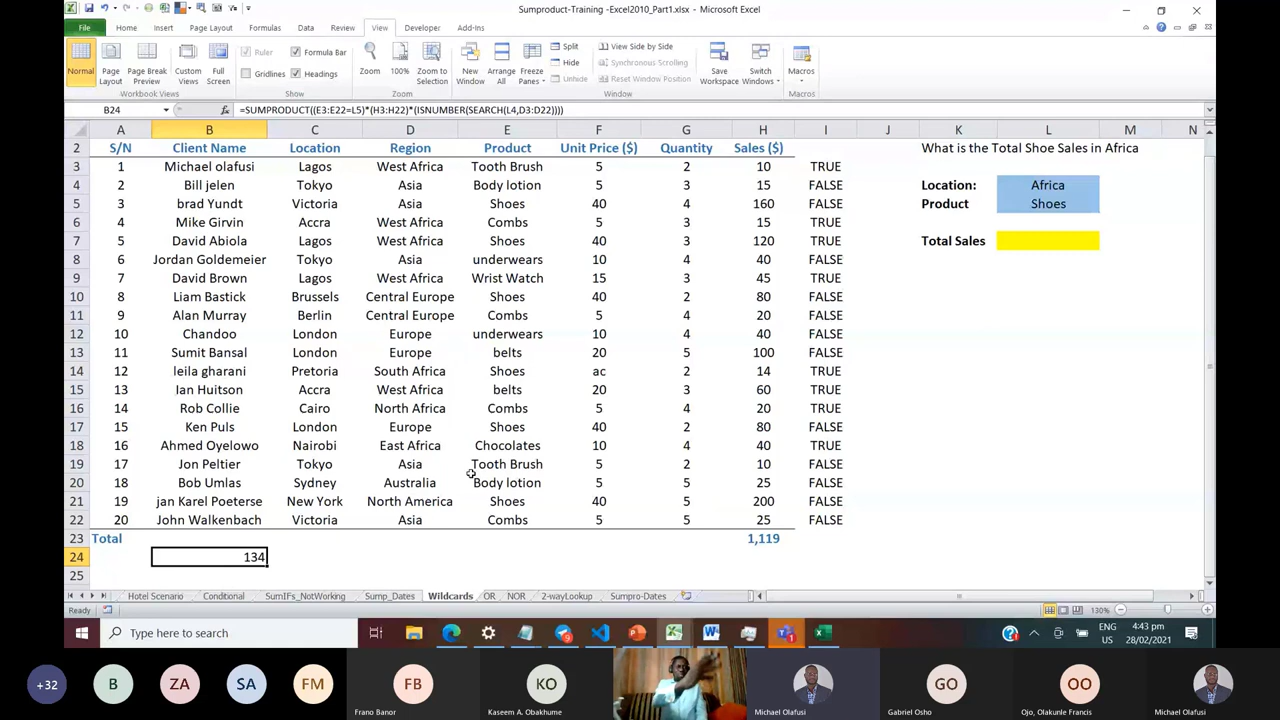 Sumproduct-Training -Excel2010_Part1.xlsx - Microsoft Excel
File Home Insert Page Layout Formulas Data Review View Developer Add-Ins
Normal Page Layout Page Break Preview Custom Views Full Screen
Ruler Formula Bar
Gridlines Headings
Zoom 100% Zoom to Selection
New Window Arrange All Freeze Panes
Split View Side by Side
Hide Synchronous Scrolling
Unhide Reset Window Position
Save Workspace Switch Windows Macros
Workbook Views Show Zoom Window Macros
B24 fx =SUMPRODUCT((E3:E22=L5)*(H3:H22)*(ISNUMBER(SEARCH(L4,D3:D22))))
A B C D E F G H I J K L M N
2 S/N Client Name Location Region Product Unit Price ($) Quantity Sales ($) What is the Total Shoe Sales in Africa
3 1 Michael olafusi Lagos West Africa Tooth Brush 5 2 10 TRUE
4 2 Bill jelen Tokyo Asia Body lotion 5 3 15 FALSE Location: Africa
5 3 brad Yundt Victoria Asia Shoes 40 4 160 FALSE Product Shoes
6 4 Mike Girvin Accra West Africa Combs 5 3 15 TRUE
7 5 David Abiola Lagos West Africa Shoes 40 3 120 TRUE Total Sales
8 6 Jordan Goldemeier Tokyo Asia underwears 10 4 40 FALSE
9 7 David Brown Lagos West Africa Wrist Watch 15 3 45 TRUE
10 8 Liam Bastick Brussels Central Europe Shoes 40 2 80 FALSE
11 9 Alan Murray Berlin Central Europe Combs 5 4 20 FALSE
12 10 Chandoo London Europe underwears 10 4 40 FALSE
13 11 Sumit Bansal London Europe belts 20 5 100 FALSE
14 12 leila gharani Pretoria South Africa Shoes ac 2 14 TRUE
15 13 Ian Huitson Accra West Africa belts 20 3 60 TRUE
16 14 Rob Collie Cairo North Africa Combs 5 4 20 TRUE
17 15 Ken Puls London Europe Shoes 40 2 80 FALSE
18 16 Ahmed Oyelowo Nairobi East Africa Chocolates 10 4 40 TRUE
19 17 Jon Peltier Tokyo Asia Tooth Brush 5 2 10 FALSE
20 18 Bob Umlas Sydney Australia Body lotion 5 5 25 FALSE
21 19 jan Karel Poeterse New York North America Shoes 40 5 200 FALSE
22 20 John Walkenbach Victoria Asia Combs 5 5 25 FALSE
23 Total 1,119
24 134
25
Hotel Scenario Conditional SumIFs_NotWorking Sump_Dates Wildcards OR NOR 2-wayLookup Sumpro-Dates
Ready 130%
Type here to search ENG US 4:43 pm 28/02/2021
+32 B ZA SA FM FB KO GO OO
Frano Banor Kaseem A. Obakhume Michael Olafusi Gabriel Osho Ojo, Olakunle Francis Michael Olafusi